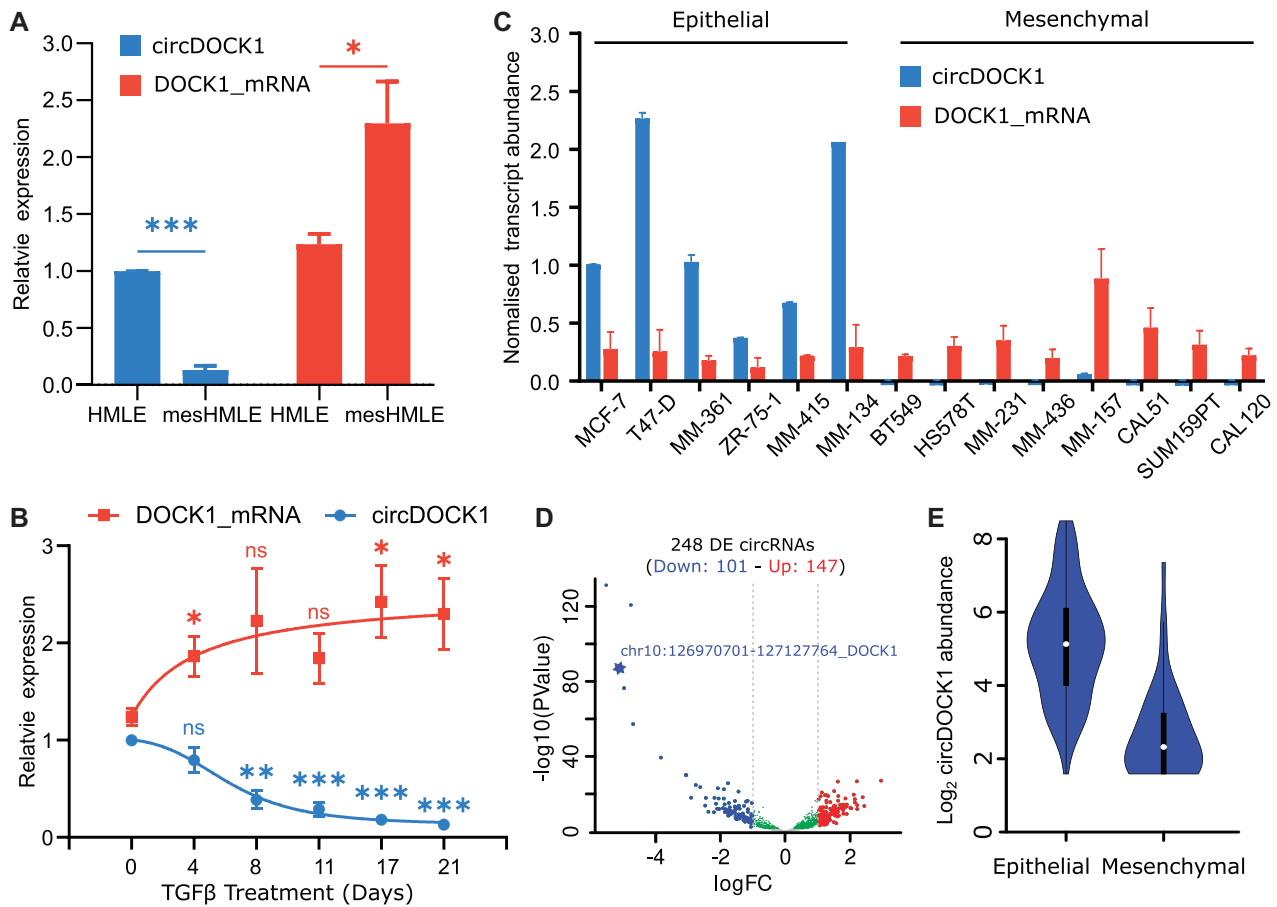 A
circDOCK1
DOCK1_mRNA
***
*
Relatvie expression
3.0
2.5
2.0
1.5
1.0
0.5
0.0
HMLE
mesHMLE
HMLE
mesHMLE
C
Epithelial
Mesenchymal
circDOCK1
DOCK1_mRNA
Nomalised transcript abundance
3.0
2.5
2.0
1.5
1.0
0.5
0.0
MCF-7
T47-D
MM-361
ZR-75-1
MM-415
MM-134
BT549
HS578T
MM-231
MM-436
MM-157
CAL51
SUM159PT
CAL120
B
DOCK1_mRNA
circDOCK1
Relatvie expression
3
2
1
0
*
ns
ns
*
*
ns
**
***
***
***
0
4
8
11
17
21
TGFβ Treatment (Days)
D
248 DE circRNAs
(Down: 101 - Up: 147)
chr10:126970701-127127764_DOCK1
-log10(PValue)
120
80
40
0
-4
-2
0
2
logFC
E
Log2 circDOCK1 abundance
8
6
4
2
0
Epithelial
Mesenchymal